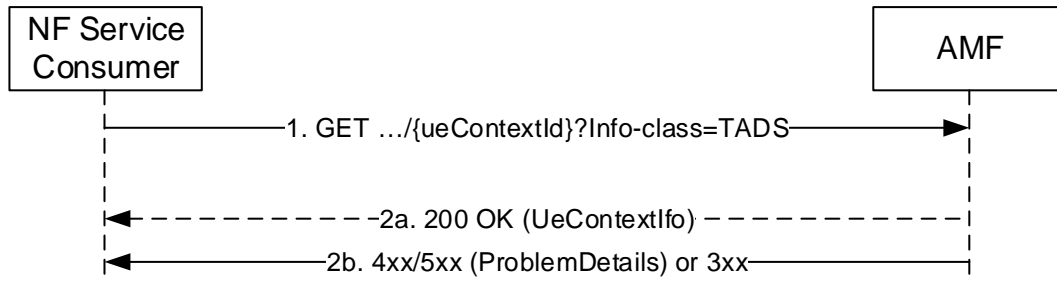 NF Service
Consumer
AMF
1. GET …/{ueContextId}?Info-class=TADS
2a. 200 OK (UeContextIfo)
2b. 4xx/5xx (ProblemDetails) or 3xx